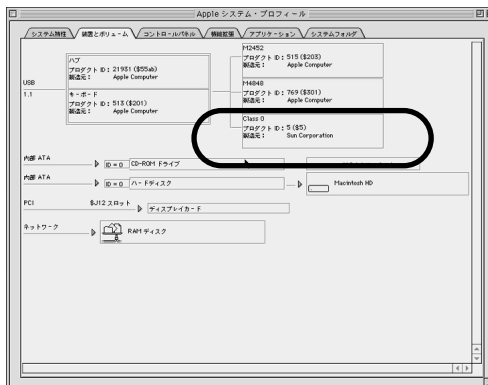 Apple システム・プロフィール
システム特性 装置とボリューム コントロールパネル 機能拡張 アプリケーション システムフォルダ
USB
1.1
ハブ
プロダクト ID : 21931 ($55ab)
製造元 : Apple Computer
キーボード
プロダクト ID : 513 ($201)
製造元 : Apple Computer
M2452
プロダクト ID : 515 ($203)
製造元 : Apple Computer
M4848
プロダクト ID : 769 ($301)
製造元 : Apple Computer
Class 0
プロダクト ID : 5 ($5)
製造元 : Sun Corporation
内部 ATA
ID = 0 CD-ROM ドライブ
内部 ATA
ID = 0 ハードディスク
Macintosh HD
PCI $J12 スロット
ディスプレイカード
ネットワーク
RAM ディスク